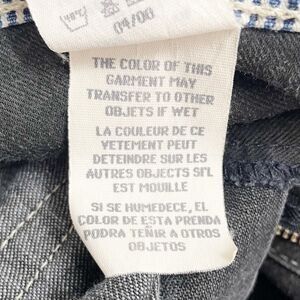 04/00
THE COLOR OF THIS
GARMENT MAY
TRANSFER TO OTHER
OBJETS IF WET
LA COULEUR DE CE
VETEMENT PEUT
DETEINDRE SUR LES
AUTRES OBJECTS S'IL
EST MOUILLE
SI SE HUMEDECE, EL
COLOR DE ESTA PRENDA
PODRA TEÑIR A OTROS
OBJETOS